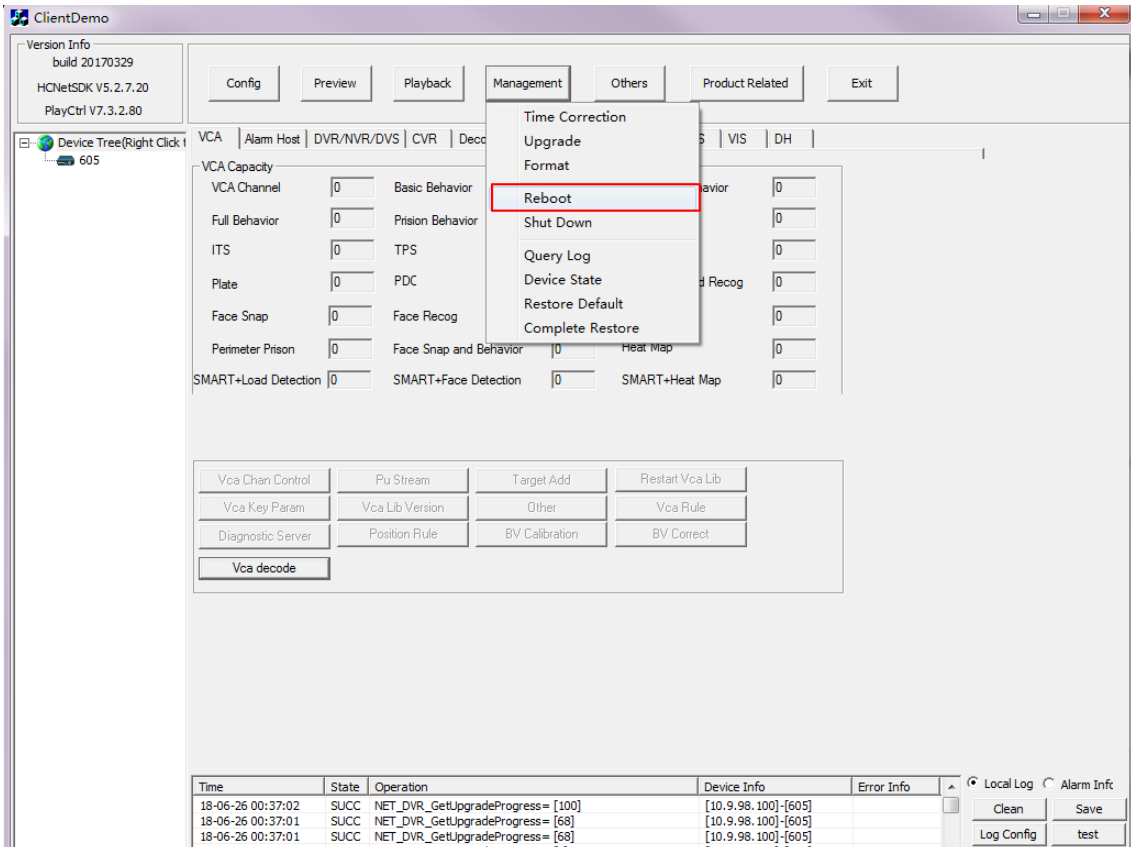 ClientDemo
Version Info
build 20170329
HCNetSDK V5.2.7.20
PlayCtrl V7.3.2.80
Config
Preview
Playback
Management
Others
Product Related
Exit
Time Correction
Upgrade
Format
Reboot
Shut Down
Query Log
Device State
Restore Default
Complete Restore
Device Tree(Right Click t
605
VCA
Alarm Host
DVR/NVR/DVS
CVR
Deco
S
VIS
DH
VCA Capacity
VCA Channel 0 Basic Behavior avior 0
Full Behavior 0 Prision Behavior 0
ITS 0 TPS 0
Plate 0 PDC d Recog 0
Face Snap 0 Face Recog 0
Perimeter Prison 0 Face Snap and Behavior 0 Heat Map 0
SMART+Load Detection 0 SMART+Face Detection 0 SMART+Heat Map 0
Vca Chan Control Pu Stream Target Add Restart Vca Lib
Vca Key Param Vca Lib Version Other Vca Rule
Diagnostic Server Position Rule BV Calibration BV Correct
Vca decode
Time State Operation Device Info Error Info
18-06-26 00:37:02 SUCC NET_DVR_GetUpgradeProgress= [100] [10.9.98.100]-[605]
18-06-26 00:37:01 SUCC NET_DVR_GetUpgradeProgress= [68] [10.9.98.100]-[605]
18-06-26 00:37:01 SUCC NET_DVR_GetUpgradeProgress= [68] [10.9.98.100]-[605]
Local Log Alarm Info
Clean Save
Log Config test